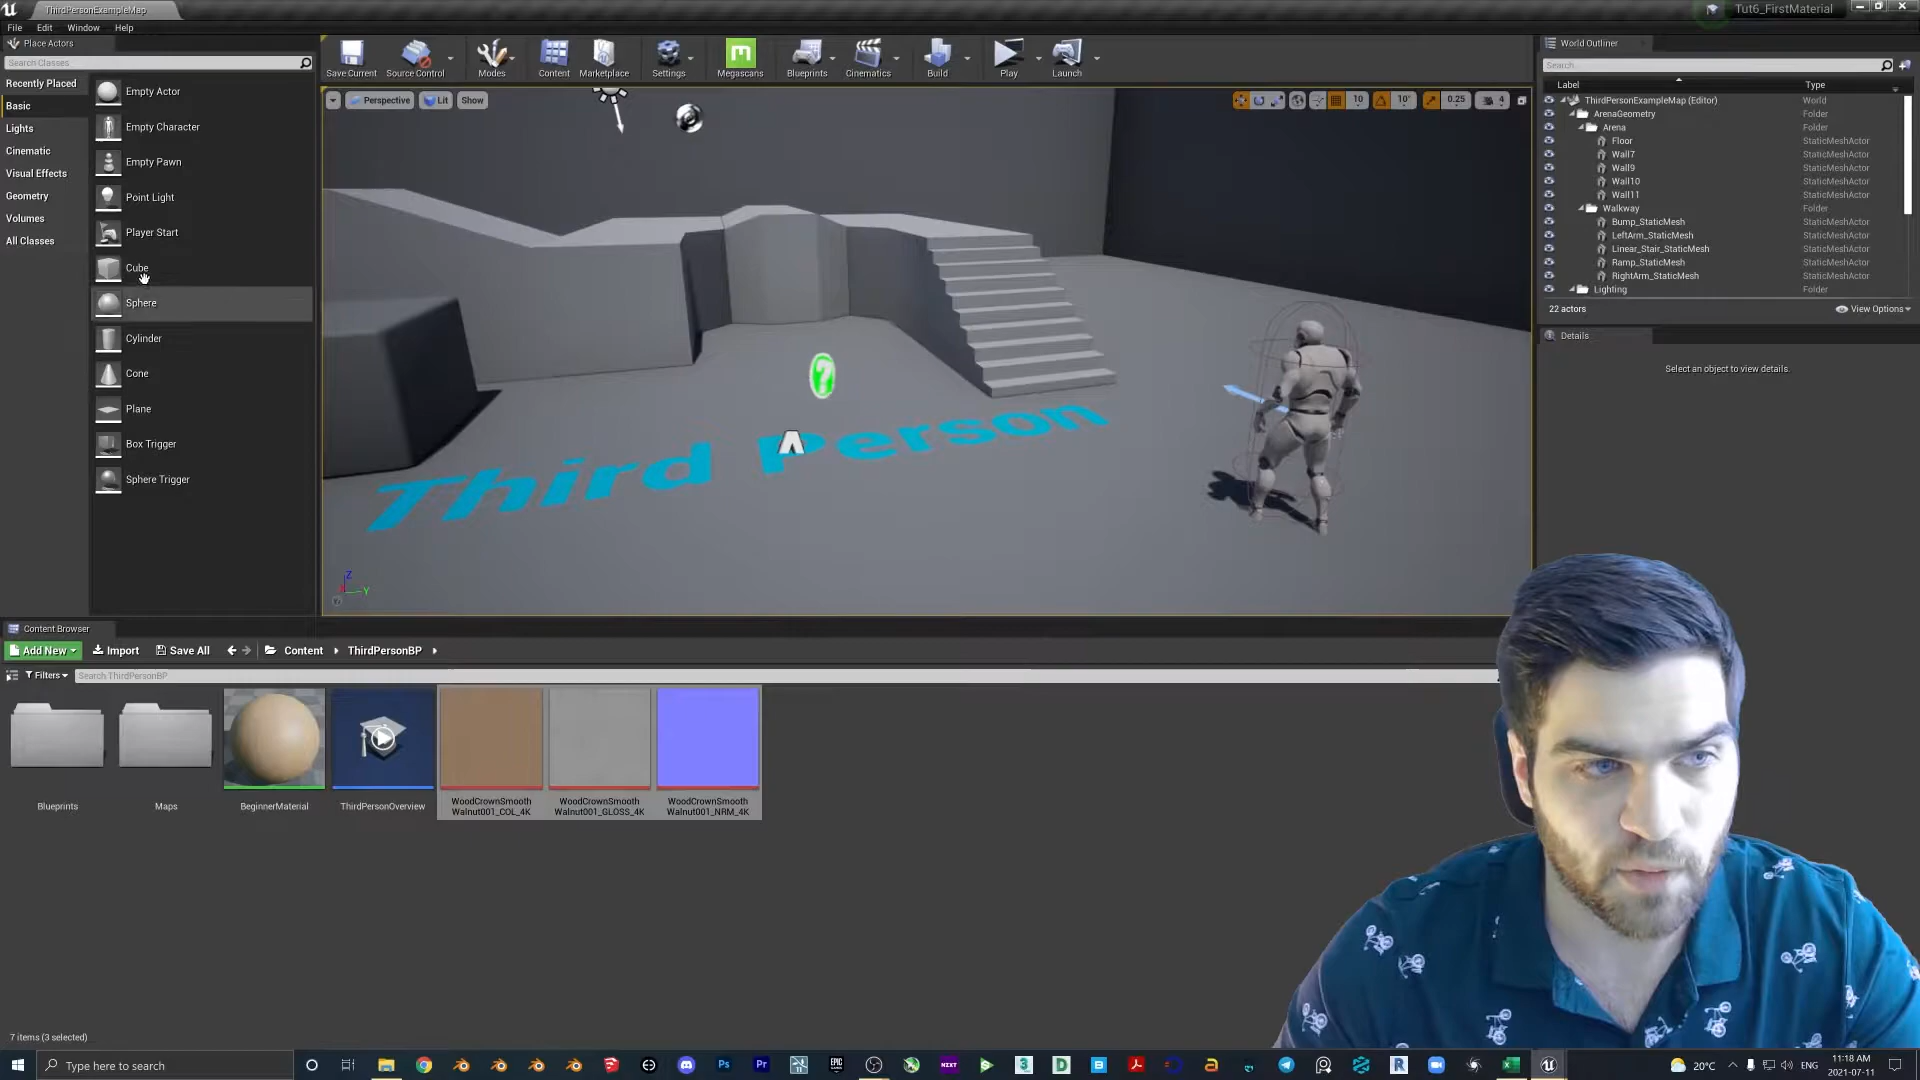 ThirdPersonExampleMap
Tut6_FirstMaterial
File Edit Window Help
Place Actors
Search Classes
Recently Placed
Basic
Lights
Cinematic
Visual Effects
Geometry
Volumes
All Classes
Empty Actor
Empty Character
Empty Pawn
Point Light
Player Start
Cube
Sphere
Cylinder
Cone
Plane
Box Trigger
Sphere Trigger
Save Current Source Control Modes Content Marketplace Settings Megascans Blueprints Cinematics Build Play Launch
Perspective Lit Show
10 10° 0.25 4
?
Third Person
Z
Y
World Outliner
Search...
Label Type
ThirdPersonExampleMap (Editor) World
ArenaGeometry Folder
Arena Folder
Floor StaticMeshActor
Wall7 StaticMeshActor
Wall9 StaticMeshActor
Wall10 StaticMeshActor
Wall11 StaticMeshActor
Walkway Folder
Bump_StaticMesh StaticMeshActor
LeftArm_StaticMesh StaticMeshActor
Linear_Stair_StaticMesh StaticMeshActor
Ramp_StaticMesh StaticMeshActor
RightArm_StaticMesh StaticMeshActor
Lighting Folder
22 actors View Options
Details
Select an object to view details.
Content Browser
Add New Import Save All Content ThirdPersonBP
Filters Search ThirdPersonBP
Blueprints
Maps
BeginnerMaterial
ThirdPersonOverview
WoodCrownSmooth
Walnut001_COL_4K
WoodCrownSmooth
Walnut001_GLOSS_4K
WoodCrownSmooth
Walnut001_NRM_4K
7 items (3 selected)
Type here to search
20°C
ENG
11:18 AM
2021-07-11